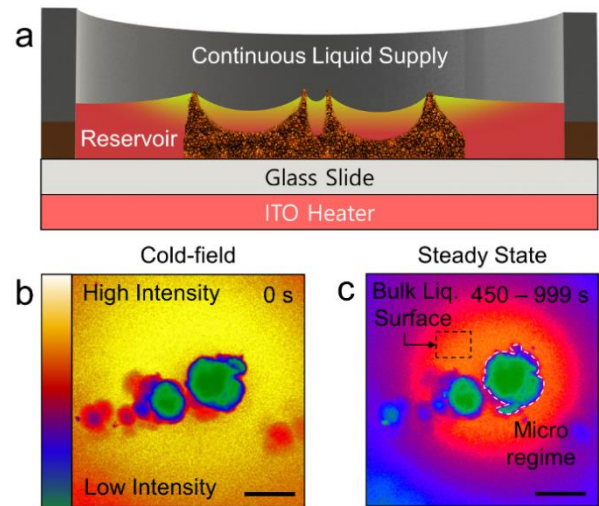 a
Continuous Liquid Supply
Reservoir
Glass Slide
ITO Heater
Cold-field
Steady State
b
High Intensity
0 s
Low Intensity
c
Bulk Liq.
450 – 999 s
Surface
Micro
regime